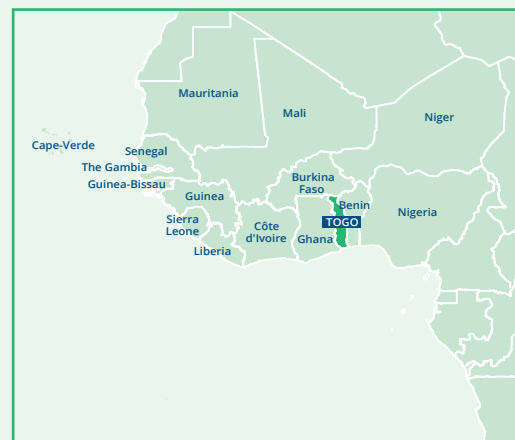 Mauritania
Mali
Niger
Cape-Verde
Senegal
The Gambia
Guinea-Bissau
Guinea
Burkina
Faso
Benin
Nigeria
TOGO
Sierra
Leone
Côte
d'Ivoire
Ghana
Liberia